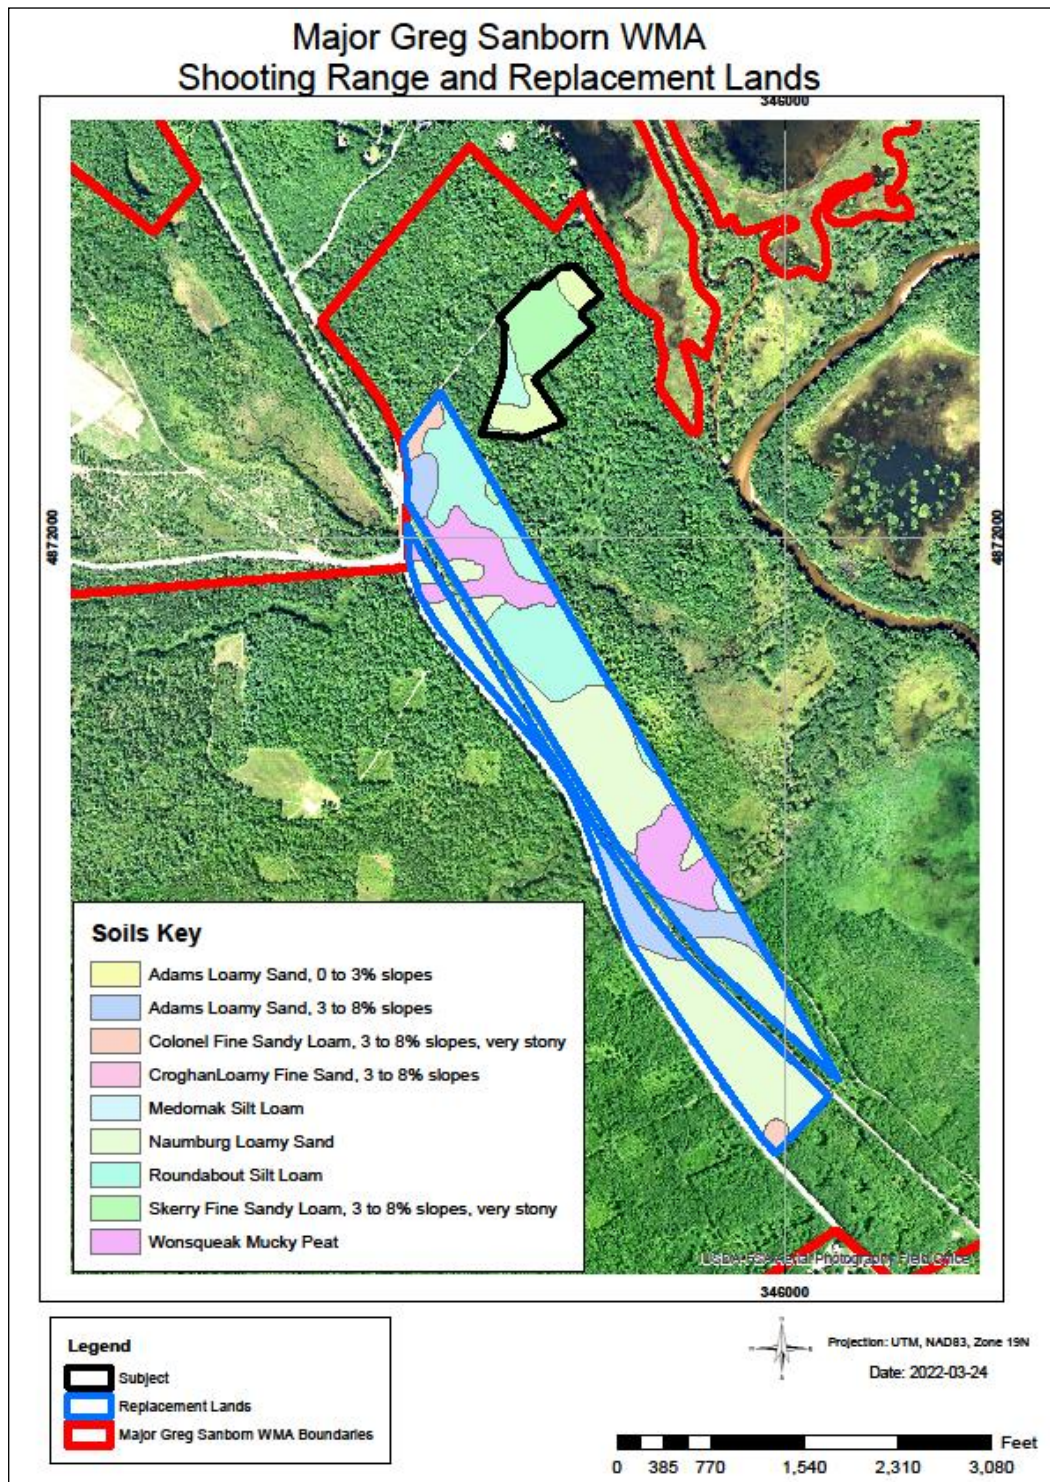 Major Greg Sanborn WMA
Shooting Range and Replacement Lands
346000
4872000
4872000
Soils Key
Adams Loamy Sand, 0 to 3% slopes
Adams Loamy Sand, 3 to 8% slopes
Colonel Fine Sandy Loam, 3 to 8% slopes, very stony
CroghanLoamy Fine Sand, 3 to 8% slopes
Medomak Silt Loam
Naumburg Loamy Sand
Roundabout Silt Loam
Skerry Fine Sandy Loam, 3 to 8% slopes, very stony
Wonsqueak Mucky Peat
Photography Field Office
346000
Legend
Subject
Replacement Lands
Major Greg Sanborn WMA Boundaries
Projection: UTM, NAD83, Zone 19N
Date: 2022-03-24
Feet
0 385 770 1,540 2,310 3,080